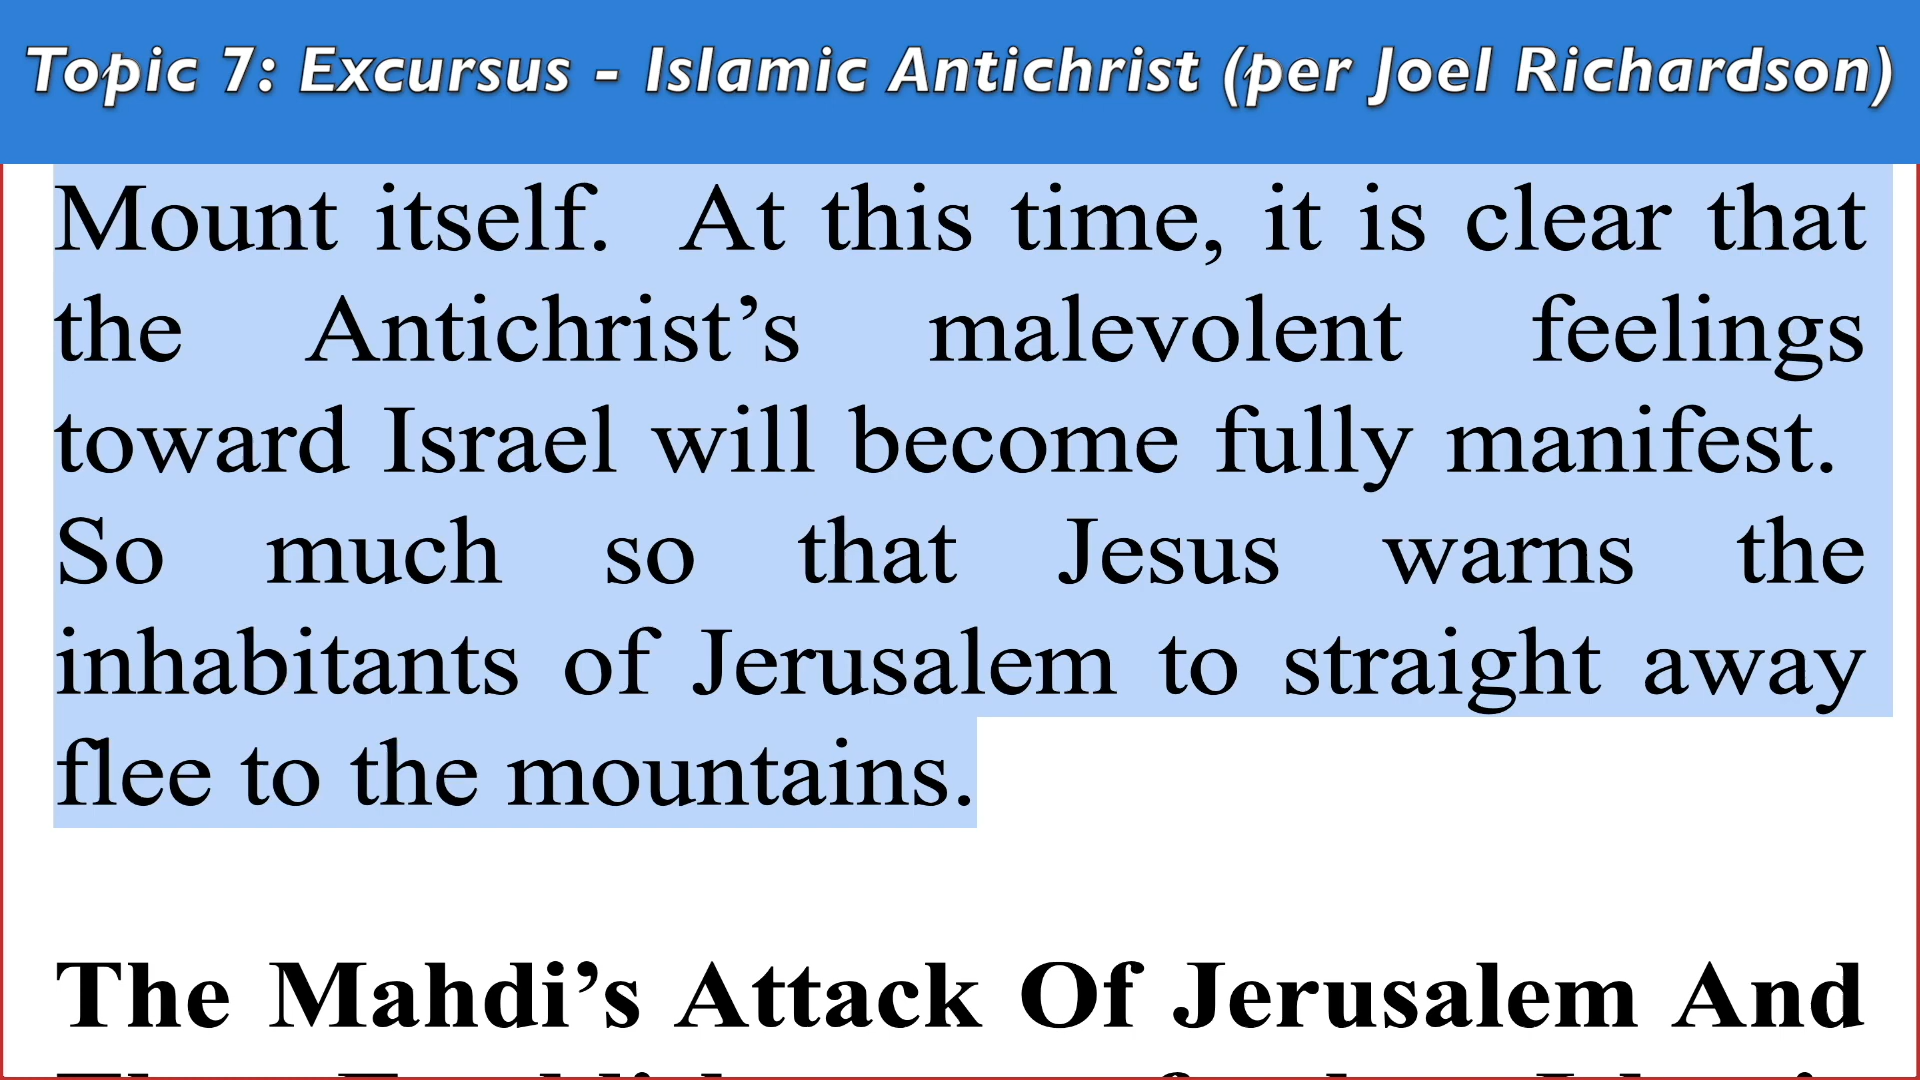 Topic 7: Excursus - Islamic Antichrist (per Joel Richardson)
Mount itself.  At this time, it is clear that
the Antichrist’s malevolent feelings
toward Israel will become fully manifest.
So much so that Jesus warns the
inhabitants of Jerusalem to straight away
flee to the mountains.
The Mahdi’s Attack Of Jerusalem And